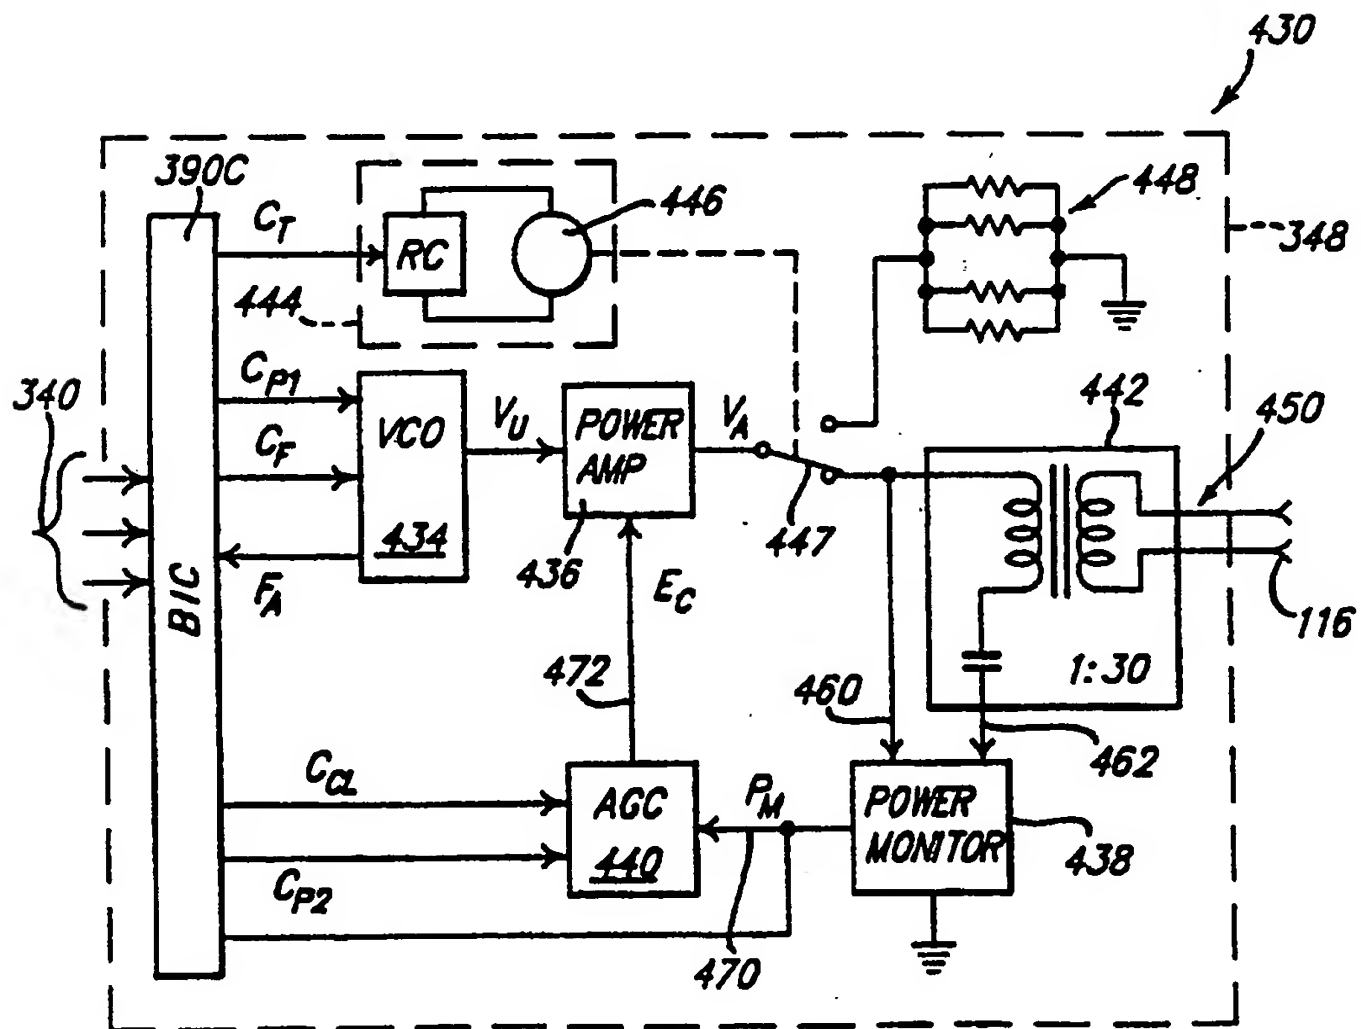 430
390C
C_T
446
448
RC
348
444
C_P1
340
VCO
V_U
POWER
AMP
V_A
442
450
C_F
434
436
447
F_A
BIC
E_C
116
472
460
1:30
462
C_CL
AGC
P_M
POWER
MONITOR
440
438
C_P2
470